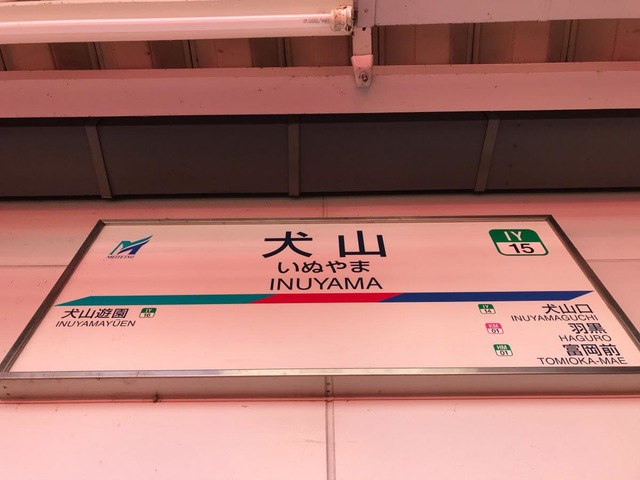 MEITETSU
犬山
いぬやま
INUYAMA
IY
15
犬山遊園
INUYAMAYUEN
IY
16
IY
14
犬山口
INUYAMAGUCHI
KM
01
羽黒
HAGURO
HM
01
富岡前
TOMIOKA-MAE